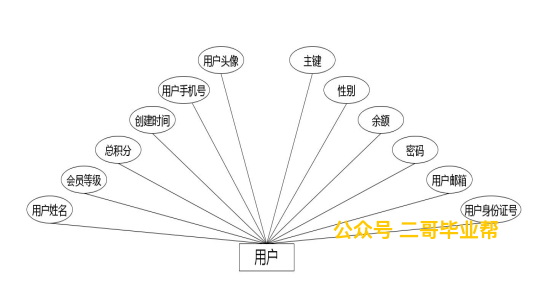 用户头像
主键
用户手机号
性别
创建时间
余额
总积分
密码
会员等级
用户邮箱
用户姓名
用户身份证号
公众号 二哥毕业帮
用户